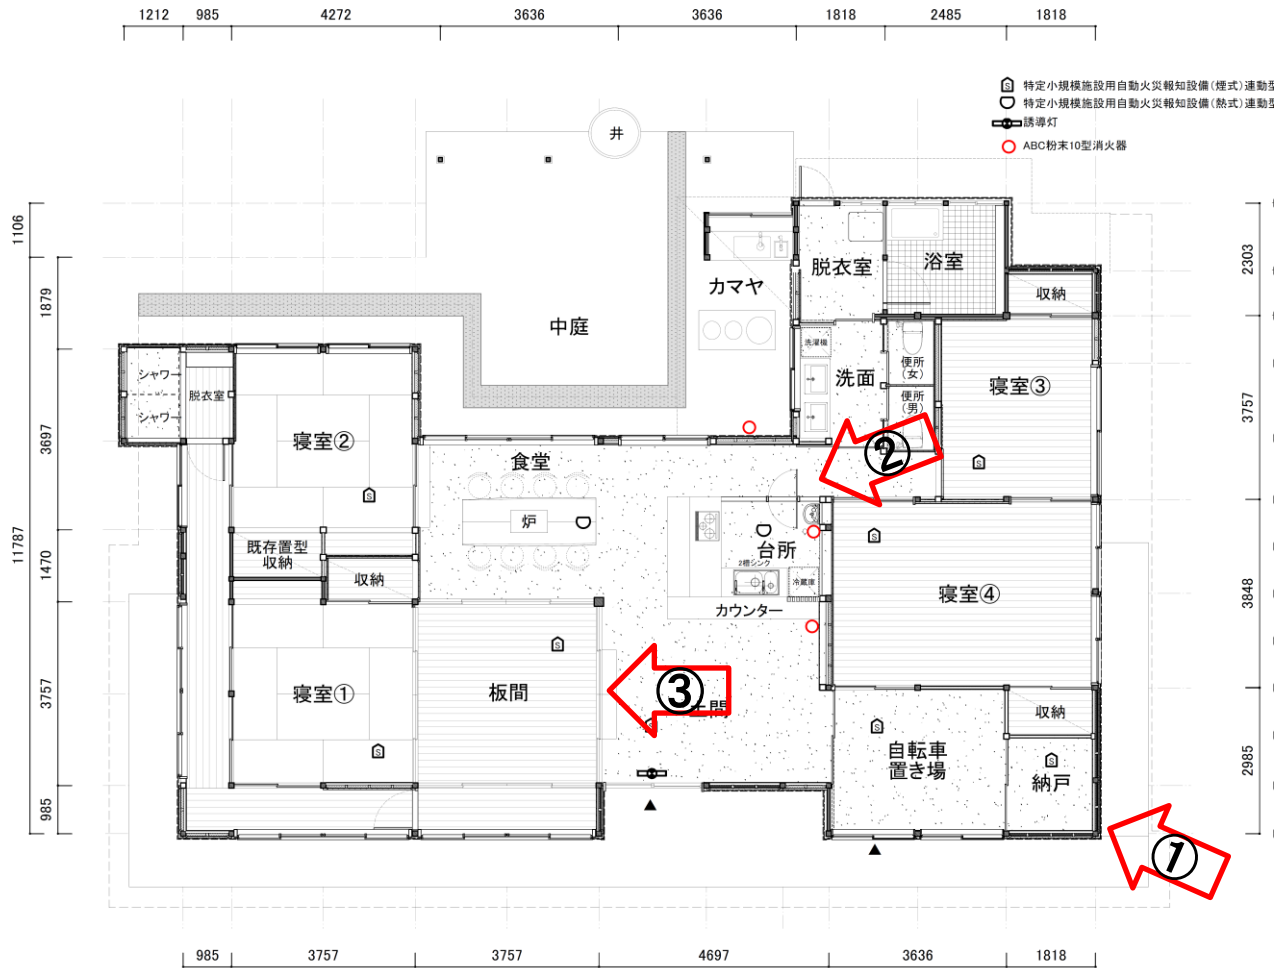 1212 985 4272 3636 3636 1818 2485 1818
特定小規模施設用自動火災報知設備(煙式)連動型
特定小規模施設用自動火災報知設備(熱式)連動型
誘導灯
ABC粉末10型消火器
井
1106
1879
3697
11787
1470
3757
985
2303
3757
3848
2985
脱衣室
浴室
収納
カマヤ
中庭
洗濯機
洗面
便所
(女)
便所
(男)
寝室③
シャワー
シャワー
脱衣室
寝室②
食堂
②
炉
台所
2槽シンク
冷蔵庫
カウンター
既存置型
収納
収納
寝室④
寝室①
板間
③
土間
収納
自転車
置き場
納戸
①
985 3757 3757 4697 3636 1818
S
S
S
S
S
S
S
S